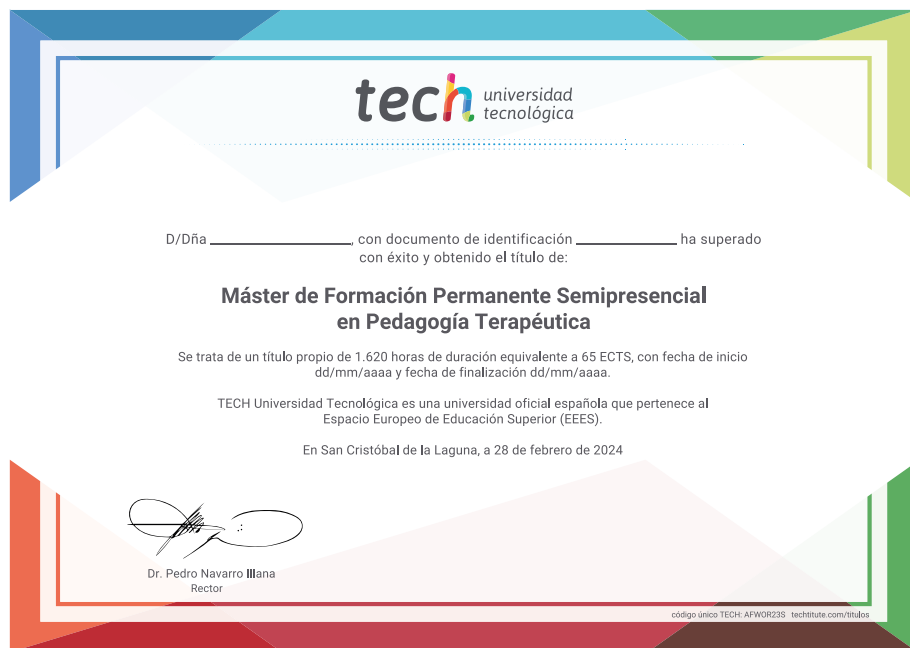 tech universidad
tecnológica
D/Dña ____________________, con documento de identificación ______________ ha superado
con éxito y obtenido el título de:
Máster de Formación Permanente Semipresencial
en Pedagogía Terapéutica
Se trata de un título propio de 1.620 horas de duración equivalente a 65 ECTS, con fecha de inicio
dd/mm/aaaa y fecha de finalización dd/mm/aaaa.
TECH Universidad Tecnológica es una universidad oficial española que pertenece al
Espacio Europeo de Educación Superior (EEES).
En San Cristóbal de la Laguna, a 28 de febrero de 2024
Dr. Pedro Navarro Illana
Rector
código único TECH: AFWOR23S techtitute.com/titulos